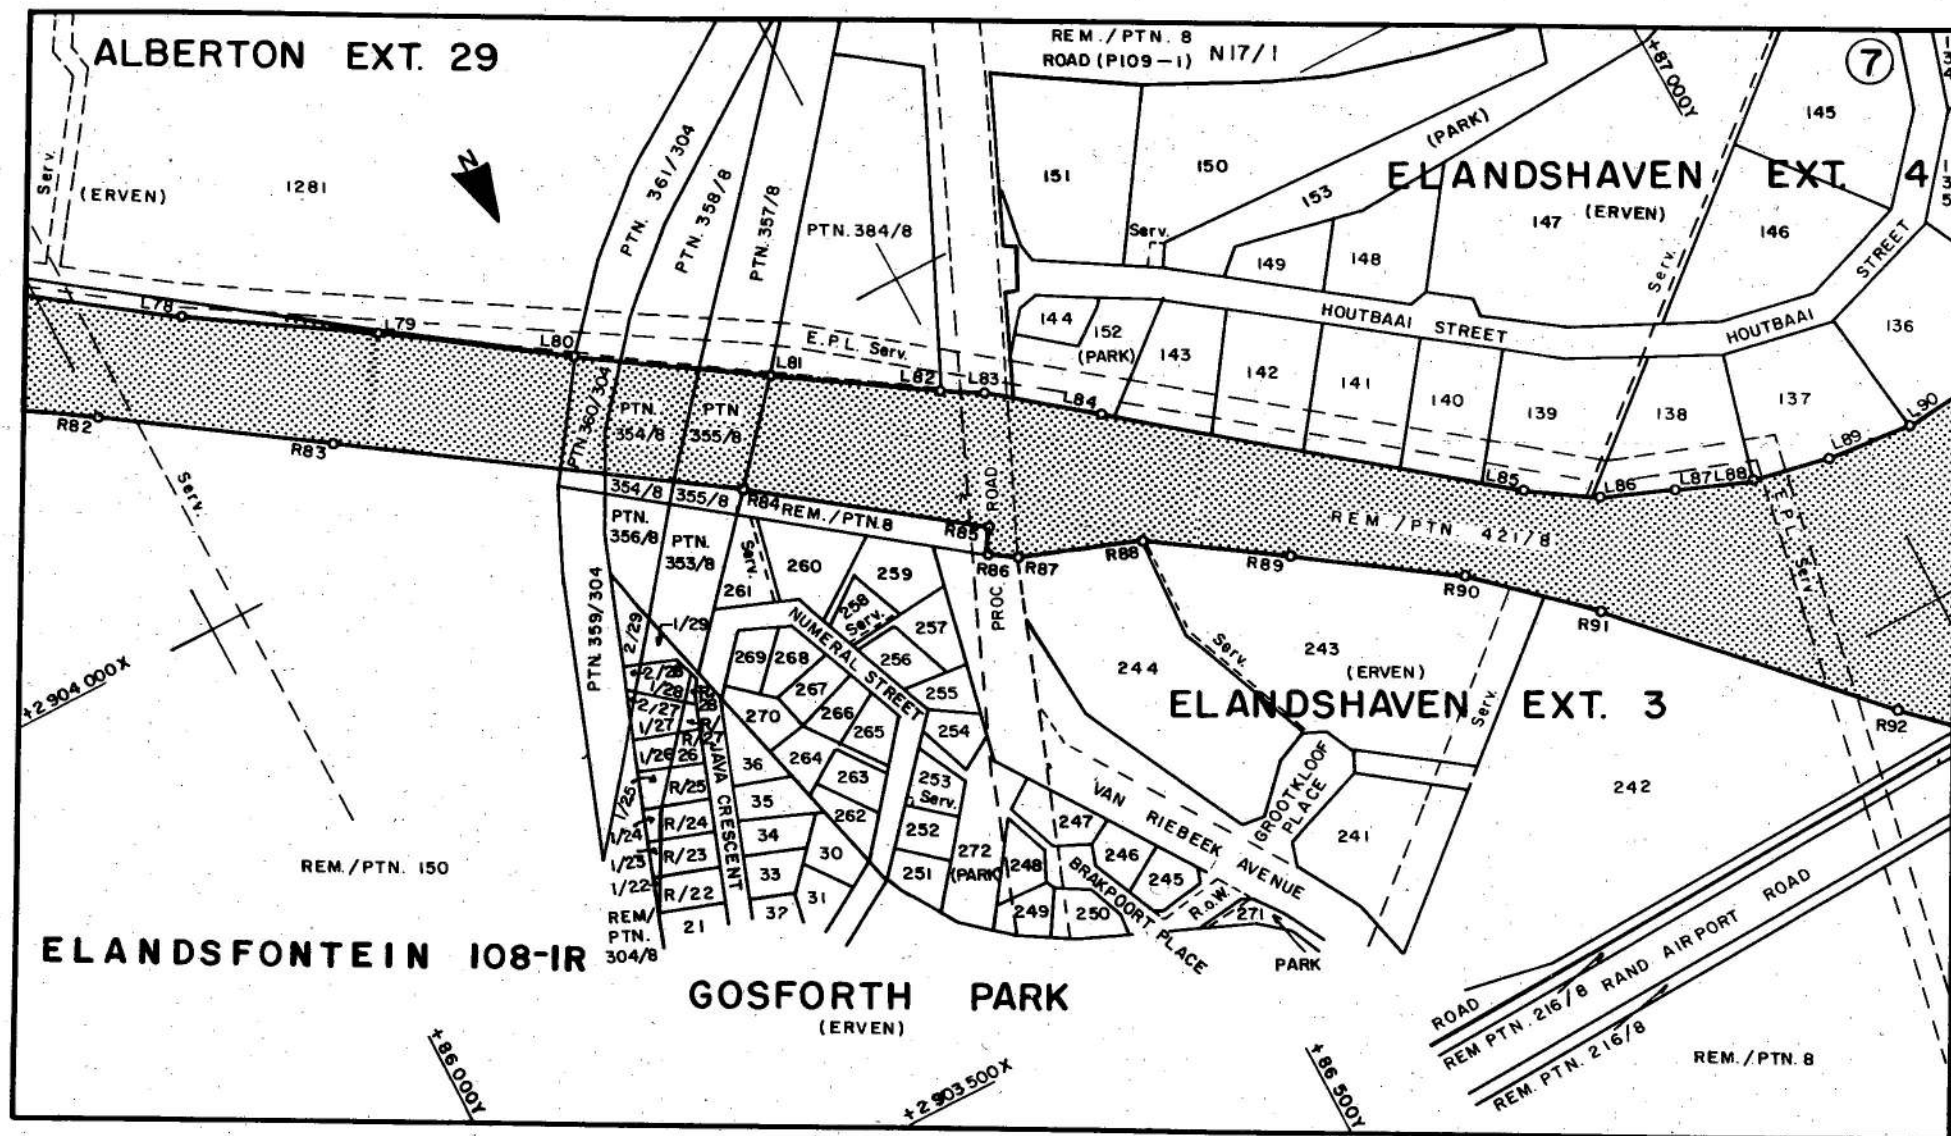 ALBERTON EXT. 29
REM./PTN. 8
ROAD (P109-1) N17/1
+87 000Y
7
145
Serv.
(ERVEN)
1281
PTN. 361/304
PTN. 358/8
PTN. 357/8
PTN. 384/8
N
151
150
(PARK)
153
ELANDSHAVEN EXT. 4
(ERVEN)
147
146
Serv.
149
148
Serv.
STREET
HOUTBAAI STREET
HOUTBAAI
136
144
152
(PARK)
143
142
141
140
139
138
137
E.P.L. Serv.
L78
L79
L80
L81
L82
L83
L84
L85
L86
L87
L88
L89
L90
PTN. 360/304
PTN.
354/8
PTN
355/8
R82
R83
R84
R85
R86
R87
R88
R89
R90
R91
R92
354/8
355/8
REM./PTN. 8
REM./PTN 421/8
E.P.L. Serv.
PROC ROAD
Serv.
PTN.
356/8
PTN.
353/8
Serv.
260
259
261
258
Serv.
257
256
255
254
NUMERAL STREET
PTN. 359/304
2/29
1/29
269
268
267
266
265
270
264
263
262
2/28
1/28
2/27
1/27
1/26
26
1/25
R/25
1/24
R/24
1/23
R/23
1/22
R/22
REM/
PTN.
304/8
21
JAVA CRESCENT
36
35
34
33
30
31
253
Serv.
252
251
272
(PARK)
248
249
250
247
246
245
271
R.o.W.
PARK
BRAKPOORT PLACE
VAN RIEBEEK AVENUE
GROOTKLOOF
PLACE
244
Serv.
243
(ERVEN)
ELANDSHAVEN EXT. 3
Serv.
241
242
+2 904 000X
REM./PTN. 150
ELANDSFONTEIN 108-IR
GOSFORTH PARK
(ERVEN)
+86 000Y
+2 903 500X
+86 500Y
ROAD
REM PTN. 216/8 RAND AIRPORT ROAD
REM. PTN. 216/8
REM./PTN. 8